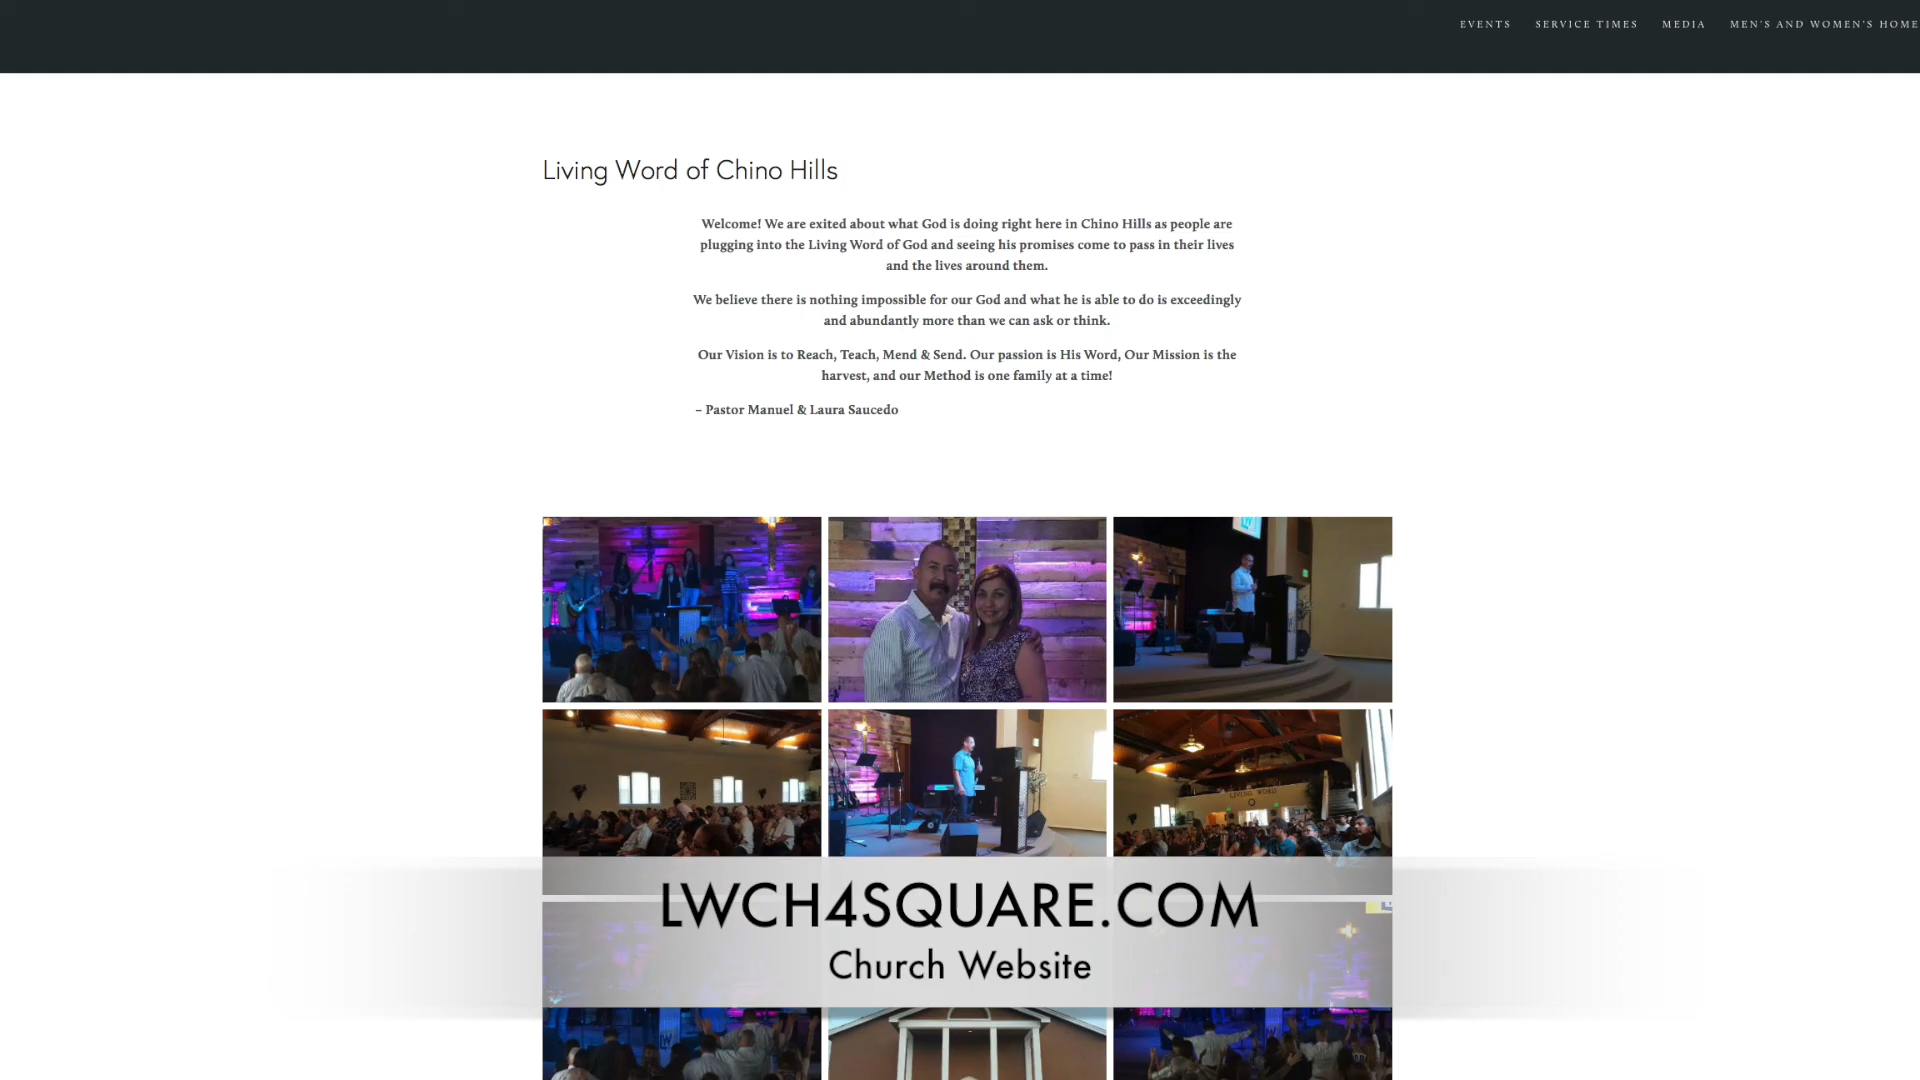 EVENTS SERVICE TIMES MEDIA MEN'S AND WOMEN'S HOME
Living Word of Chino Hills
Welcome! We are exited about what God is doing right here in Chino Hills as people are
plugging into the Living Word of God and seeing his promises come to pass in their lives
and the lives around them.
We believe there is nothing impossible for our God and what he is able to do is exceedingly
and abundantly more than we can ask or think.
Our Vision is to Reach, Teach, Mend & Send. Our passion is His Word, Our Mission is the
harvest, and our Method is one family at a time!
– Pastor Manuel & Laura Saucedo
LIVING WORD
LWCH4SQUARE.COM
Church Website